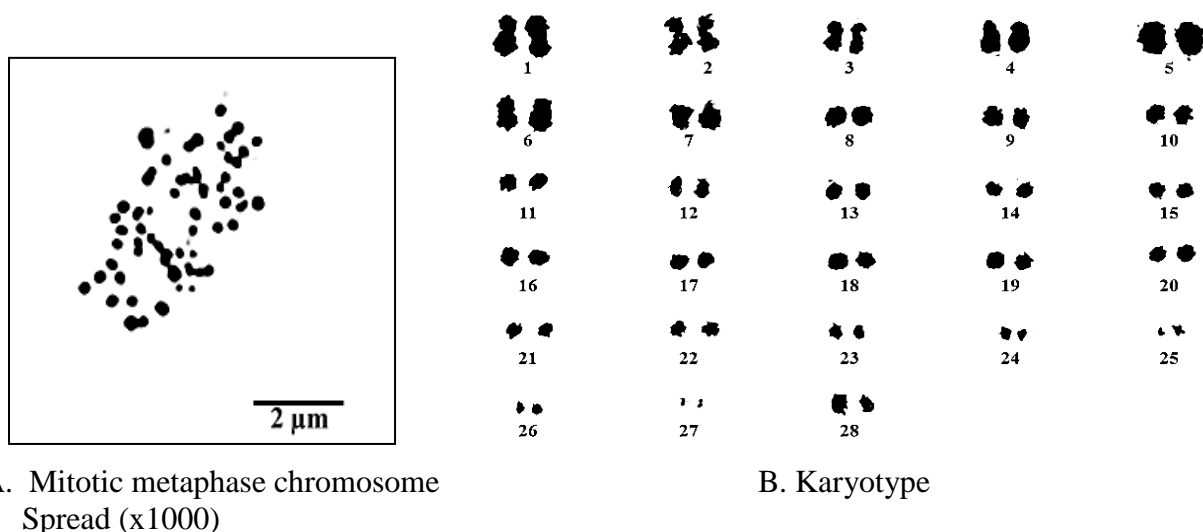 1 2 3 4 5
6 7 8 9 10
11 12 13 14 15
16 17 18 19 20
21 22 23 24 25
26 27 28
2 µm
. Mitotic metaphase chromosome
Spread (x1000)
B. Karyotype